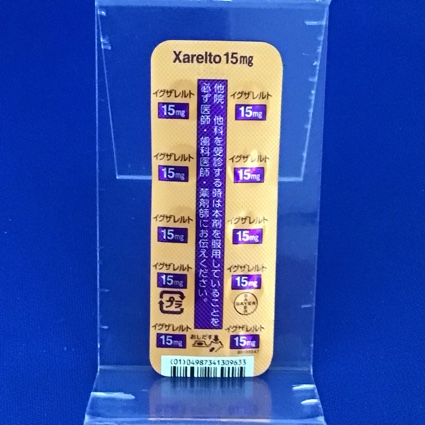 Xarelto 15mg
イグザレルト
15mg
イグザレルト
15mg
他院、他科を受診する時は本剤を服用していることを
必ず医師・歯科医師・薬剤師にお伝えください。
イグザレルト
15mg
イグザレルト
15mg
イグザレルト
15mg
イグザレルト
15mg
イグザレルト
15mg
イグザレルト
15mg
プラ
BAYER
イグザレルト
15mg
おしだす
イグザレルト
15mg
(01)04987341309633